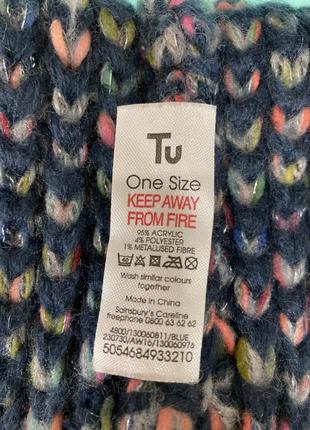 Tu
One Size
KEEP AWAY
FROM FIRE
95% ACRYLIC
4% POLYESTER
1% METALLISED FIBRE
Wash similar colours
together
Made in China
Sainsbury's Careline
freephone 0800 63 62 62
4800/130060811/BLUE
230730/AW16/130060976
5054684933210